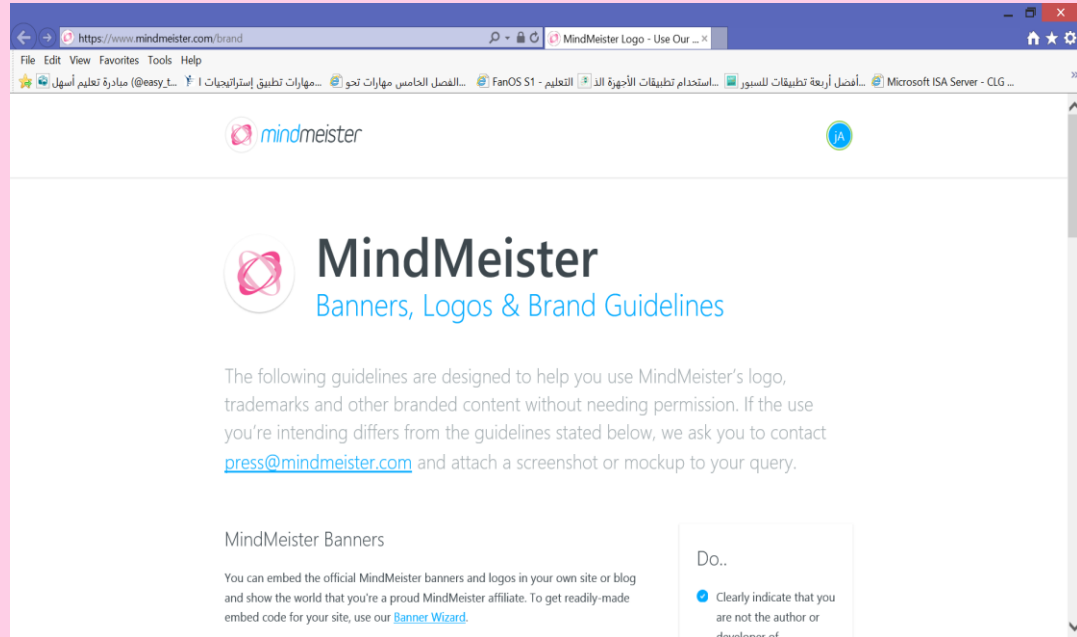 https://www.mindmeister.com/brand
MindMeister Logo - Use Our ...
File Edit View Favorites Tools Help
مبادرة تعليم أسهل (@easy_t...
مهارات تطبيق إستراتيجيات ا...
الفصل الخامس مهارات تحو...
FanOS S1 - التعليم
استخدام تطبيقات الأجهزة الذ...
أفضل أربعة تطبيقات للسبور...
Microsoft ISA Server - CLG ...
mindmeister
jA
MindMeister
Banners, Logos & Brand Guidelines
The following guidelines are designed to help you use MindMeister's logo,
trademarks and other branded content without needing permission. If the use
you're intending differs from the guidelines stated below, we ask you to contact
press@mindmeister.com and attach a screenshot or mockup to your query.
MindMeister Banners
You can embed the official MindMeister banners and logos in your own site or blog
and show the world that you're a proud MindMeister affiliate. To get readily-made
embed code for your site, use our Banner Wizard.
Do..
Clearly indicate that you
are not the author or
developer of